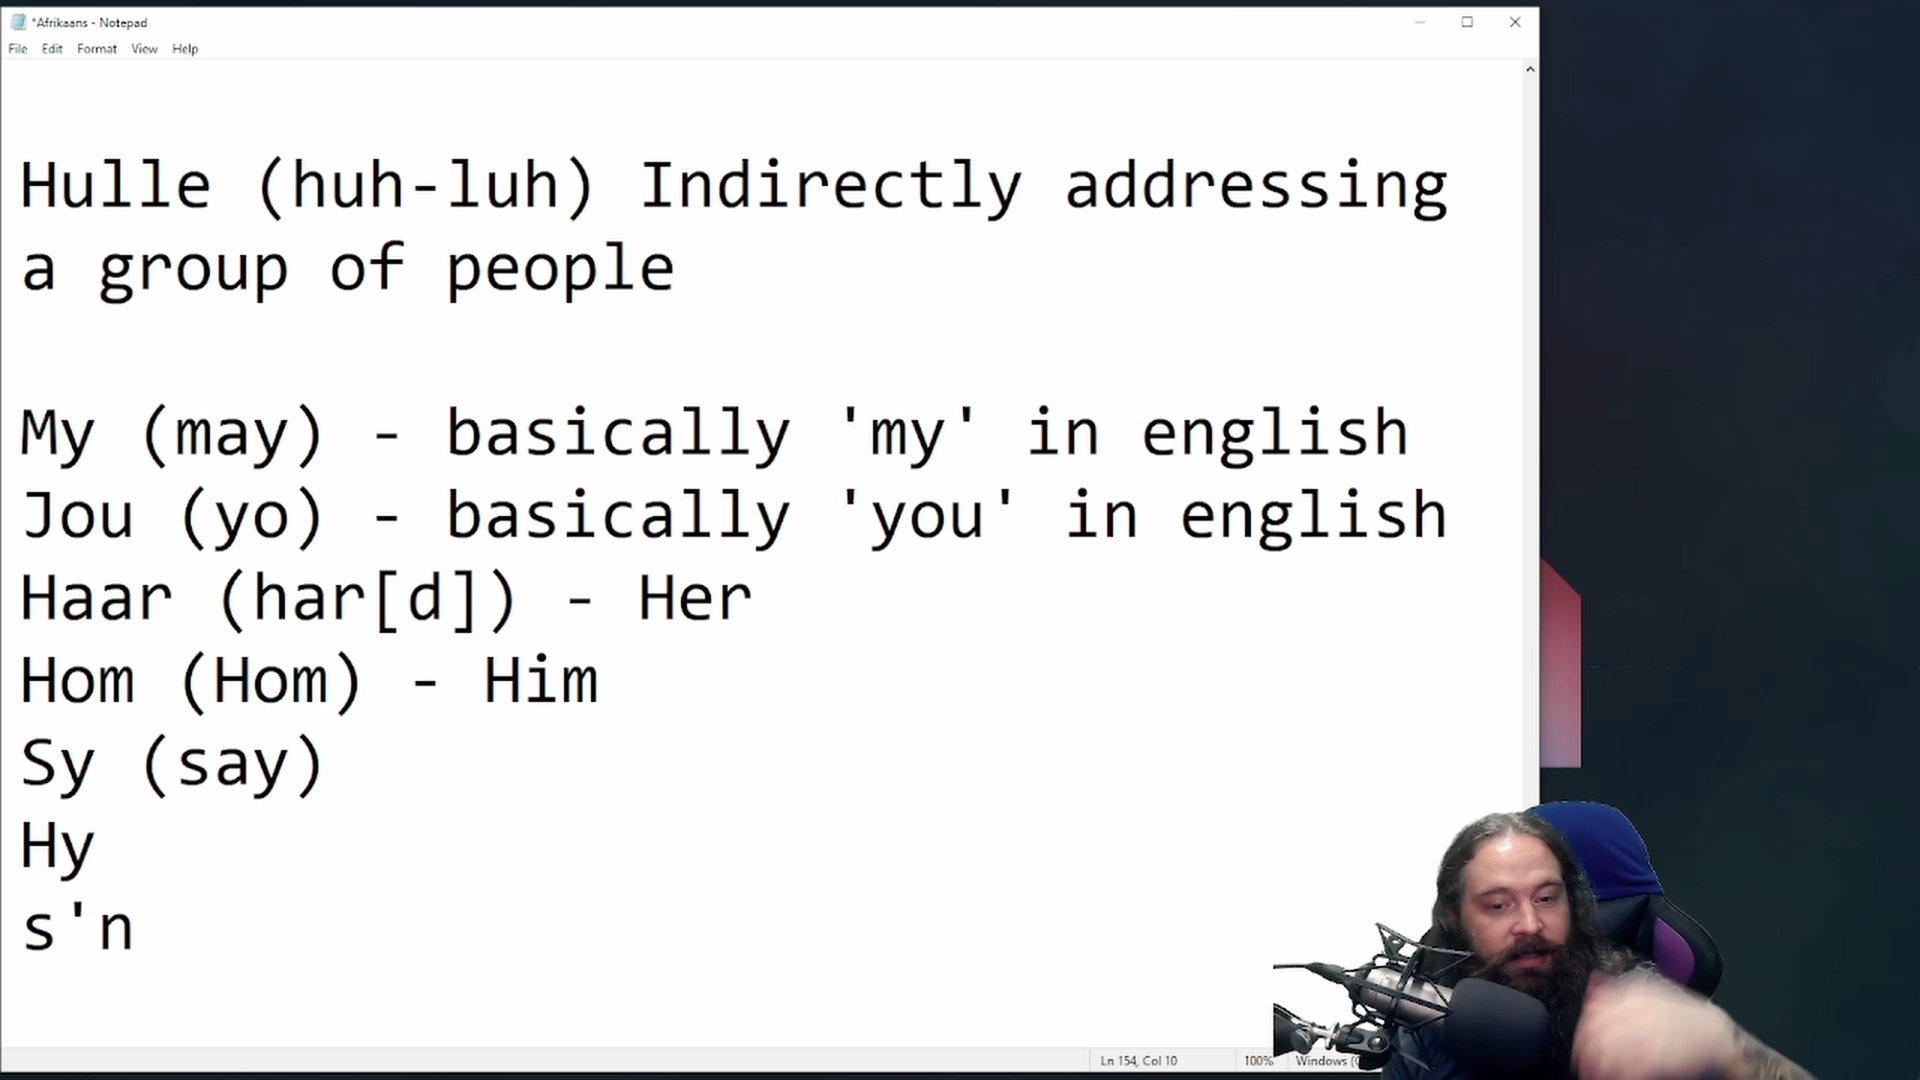 *Afrikaans - Notepad
File Edit Format View Help
Hulle (huh-luh) Indirectly addressing
a group of people
My (may) - basically 'my' in english
Jou (yo) - basically 'you' in english
Haar (har[d]) - Her
Hom (Hom) - Him
Sy (say)
Hy
s'n
Ln 154, Col 10 100% Windows